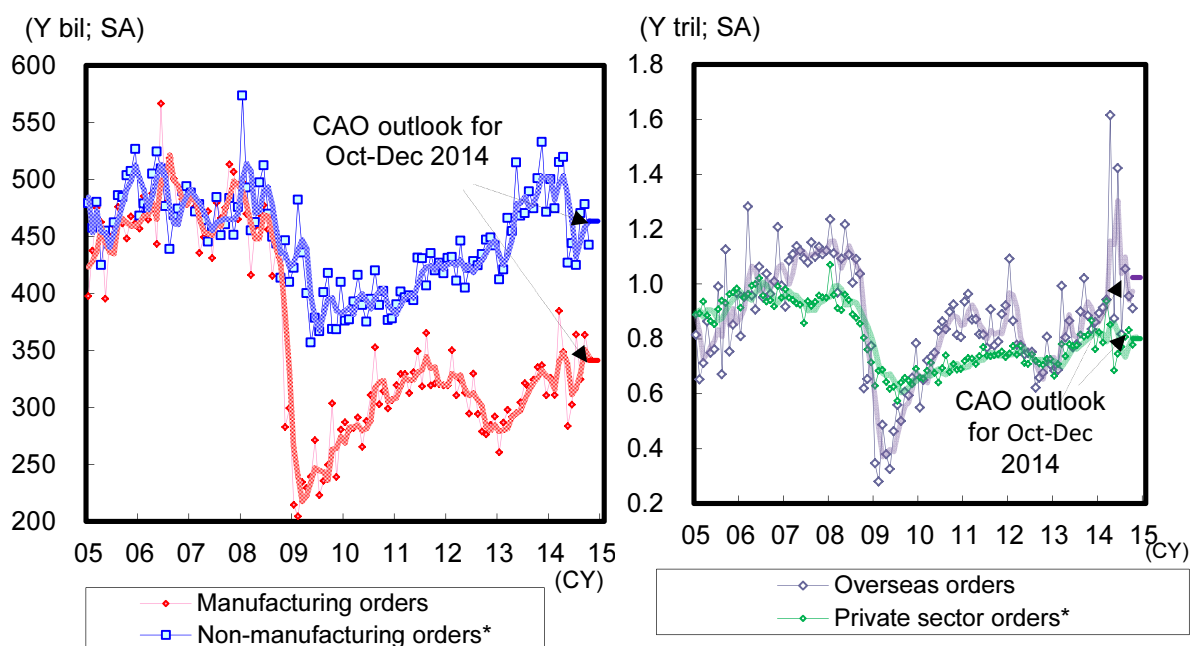 (Y bil; SA)
600
550
500
450
400
350
300
250
200
CAO outlook for
Oct-Dec 2014
05 06 07 08 09 10 11 12 13 14 15
(CY)
Manufacturing orders
Non-manufacturing orders*
(Y tril; SA)
1.8
1.6
1.4
1.2
1.0
0.8
0.6
0.4
0.2
CAO outlook
for Oct-Dec
2014
05 06 07 08 09 10 11 12 13 14 15
(CY)
Overseas orders
Private sector orders*